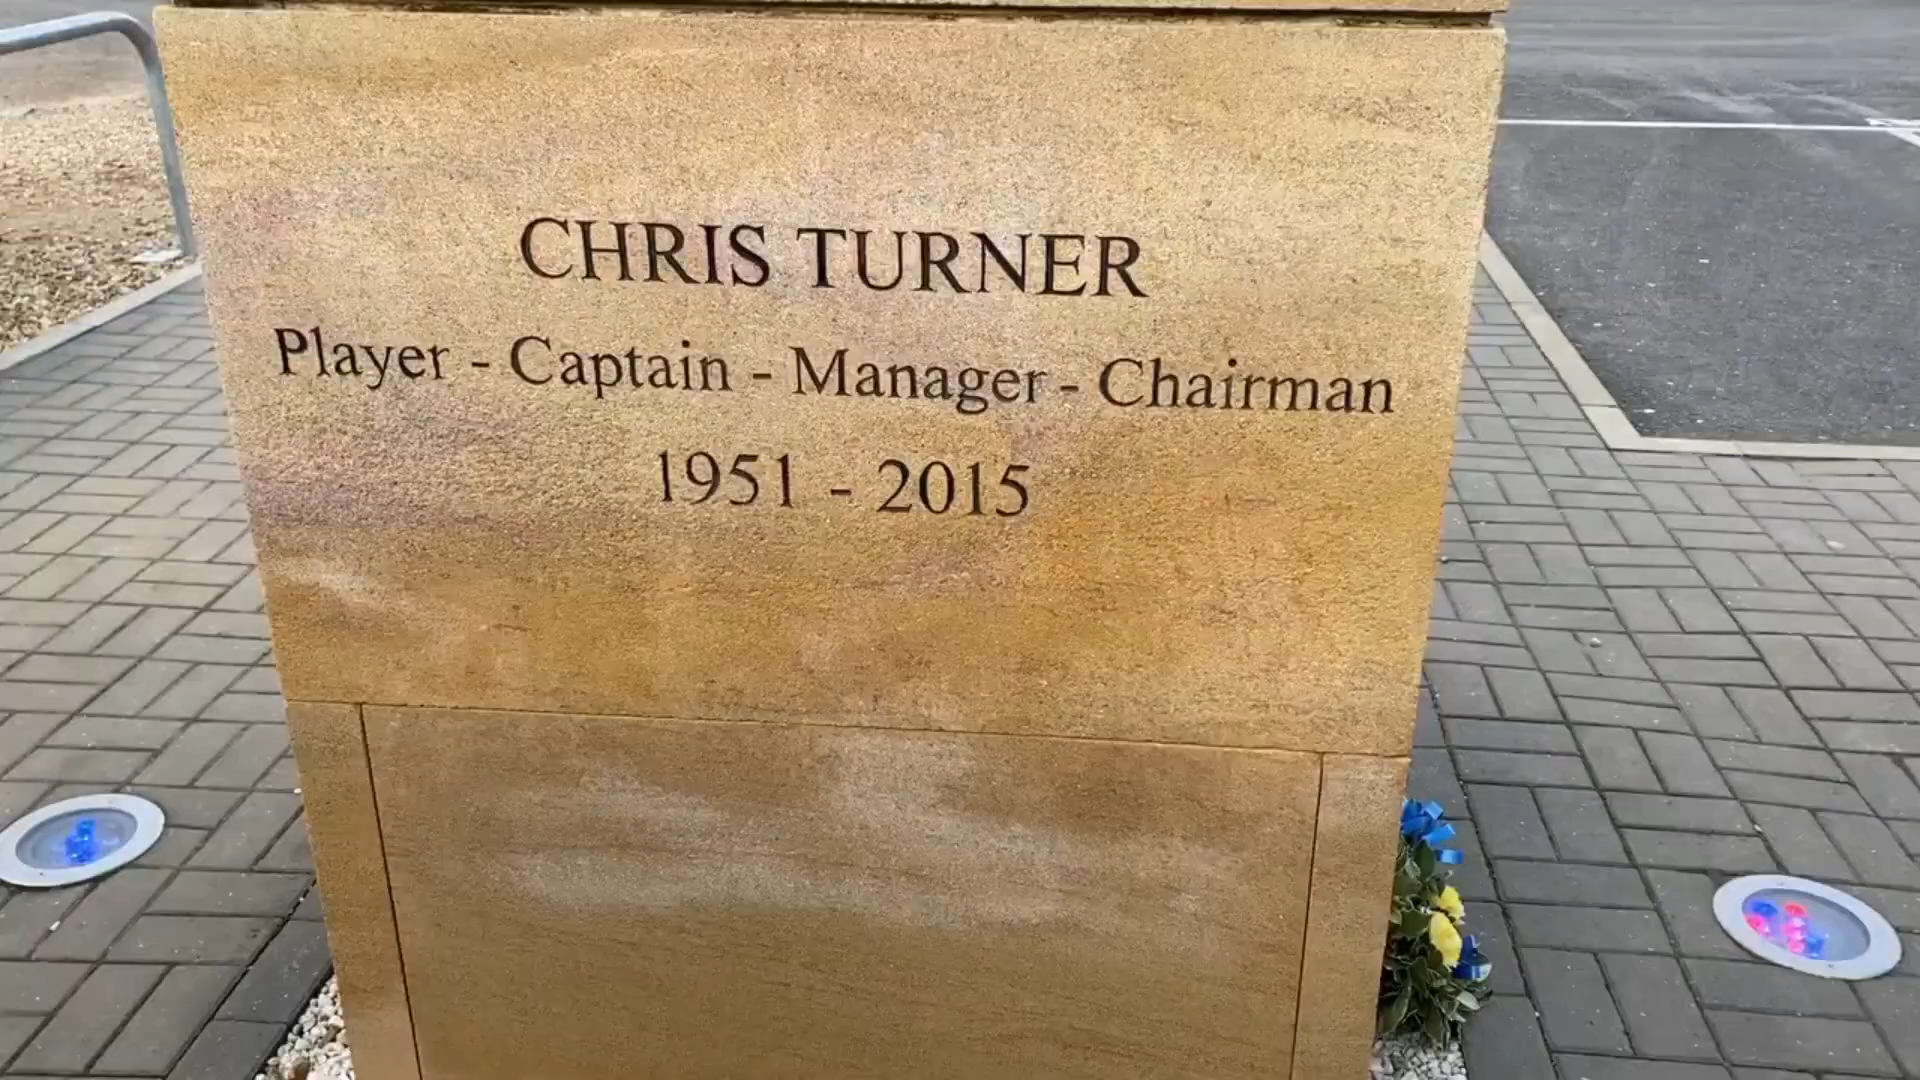 CHRIS TURNER
Player - Captain - Manager - Chairman
1951 - 2015